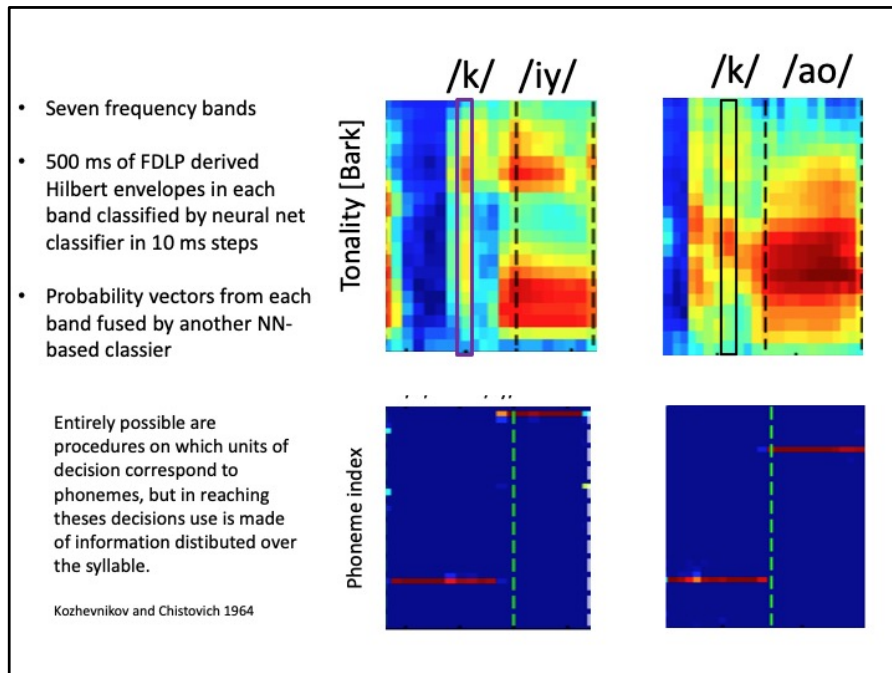 /k/ /iy/
/k/ /ao/
• Seven frequency bands
• 500 ms of FDLP derived
Hilbert envelopes in each
band classified by neural net
classifier in 10 ms steps
• Probability vectors from each
band fused by another NN-
based classier
Tonality [Bark]
Entirely possible are
procedures on which units of
decision correspond to
phonemes, but in reaching
theses decisions use is made
of information distibuted over
the syllable.
Kozhevnikov and Chistovich 1964
Phoneme index